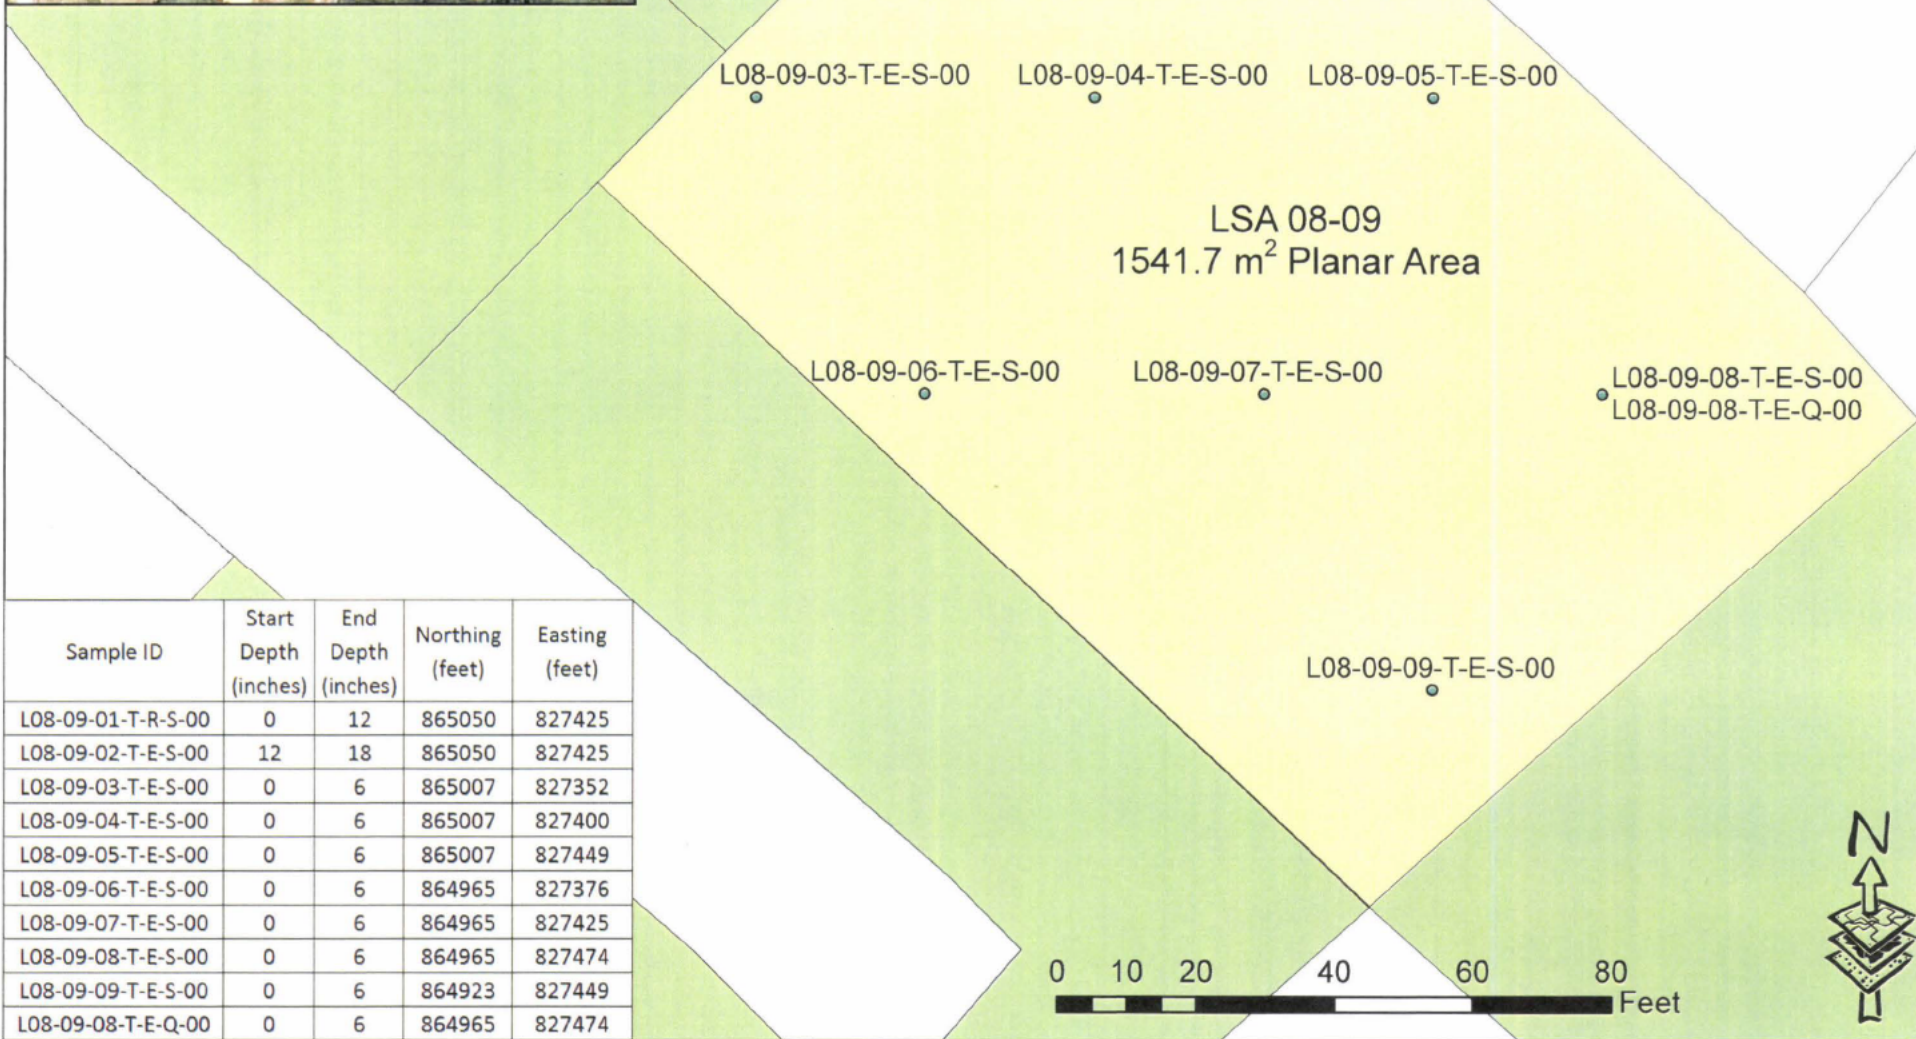 L08-09-03-T-E-S-00 L08-09-04-T-E-S-00 L08-09-05-T-E-S-00
LSA 08-09
1541.7 m² Planar Area
L08-09-06-T-E-S-00 L08-09-07-T-E-S-00 L08-09-08-T-E-S-00
L08-09-08-T-E-Q-00
L08-09-09-T-E-S-00
Sample ID Start Depth (inches) End Depth (inches) Northing (feet) Easting (feet)
L08-09-01-T-R-S-00 0 12 865050 827425
L08-09-02-T-E-S-00 12 18 865050 827425
L08-09-03-T-E-S-00 0 6 865007 827352
L08-09-04-T-E-S-00 0 6 865007 827400
L08-09-05-T-E-S-00 0 6 865007 827449
L08-09-06-T-E-S-00 0 6 864965 827376
L08-09-07-T-E-S-00 0 6 864965 827425
L08-09-08-T-E-S-00 0 6 864965 827474
L08-09-09-T-E-S-00 0 6 864923 827449
L08-09-08-T-E-Q-00 0 6 864965 827474
0 10 20 40 60 80
Feet
N